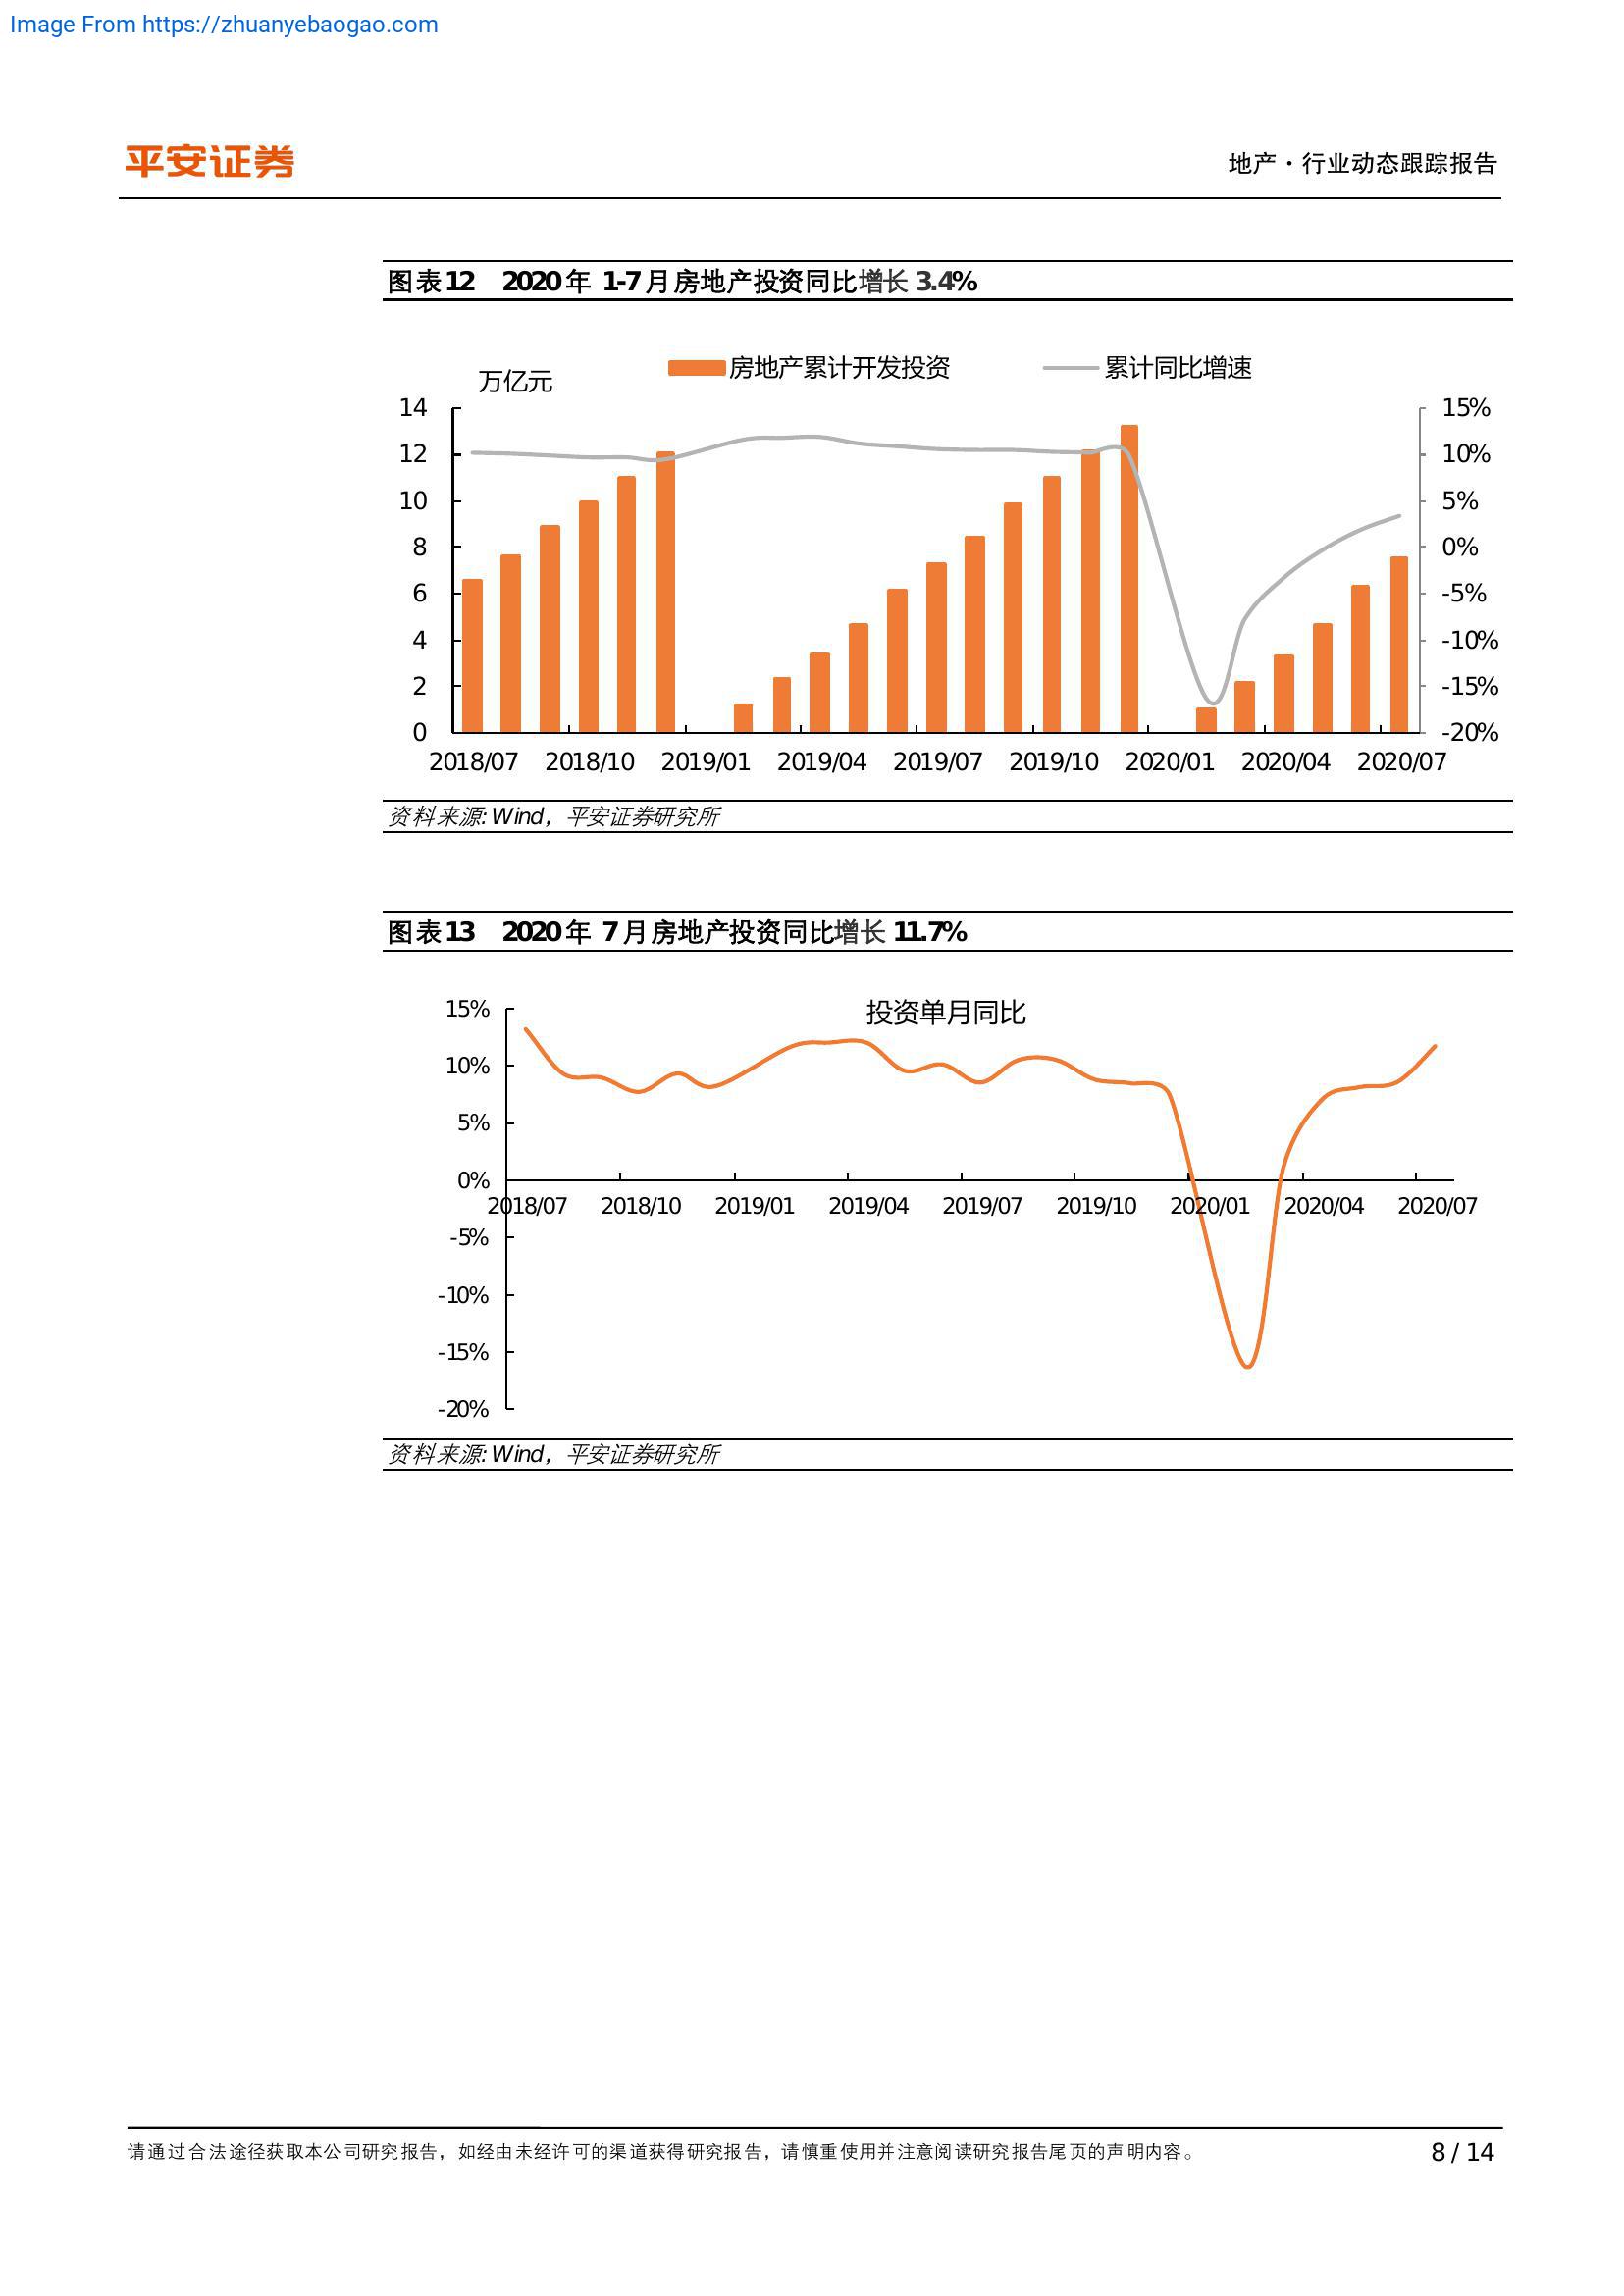 Image From https://zhuanyebaogao.com
平安证券
地产·行业动态跟踪报告
图表12 2020年 1-7月房地产投资同比增长 3.4%
万亿元
房地产累计开发投资 累计同比增速
14 15%
12 10%
10 5%
8 0%
6 -5%
4 -10%
2 -15%
0 -20%
2018/07 2018/10 2019/01 2019/04 2019/07 2019/10 2020/01 2020/04 2020/07
资料来源:Wind，平安证券研究所
图表13 2020年 7月房地产投资同比增长 11.7%
投资单月同比
15%
10%
5%
0%
2018/07 2018/10 2019/01 2019/04 2019/07 2019/10 2020/01 2020/04 2020/07
-5%
-10%
-15%
-20%
资料来源:Wind，平安证券研究所
请通过合法途径获取本公司研究报告，如经由未经许可的渠道获得研究报告，请慎重使用并注意阅读研究报告尾页的声明内容。
8 / 14